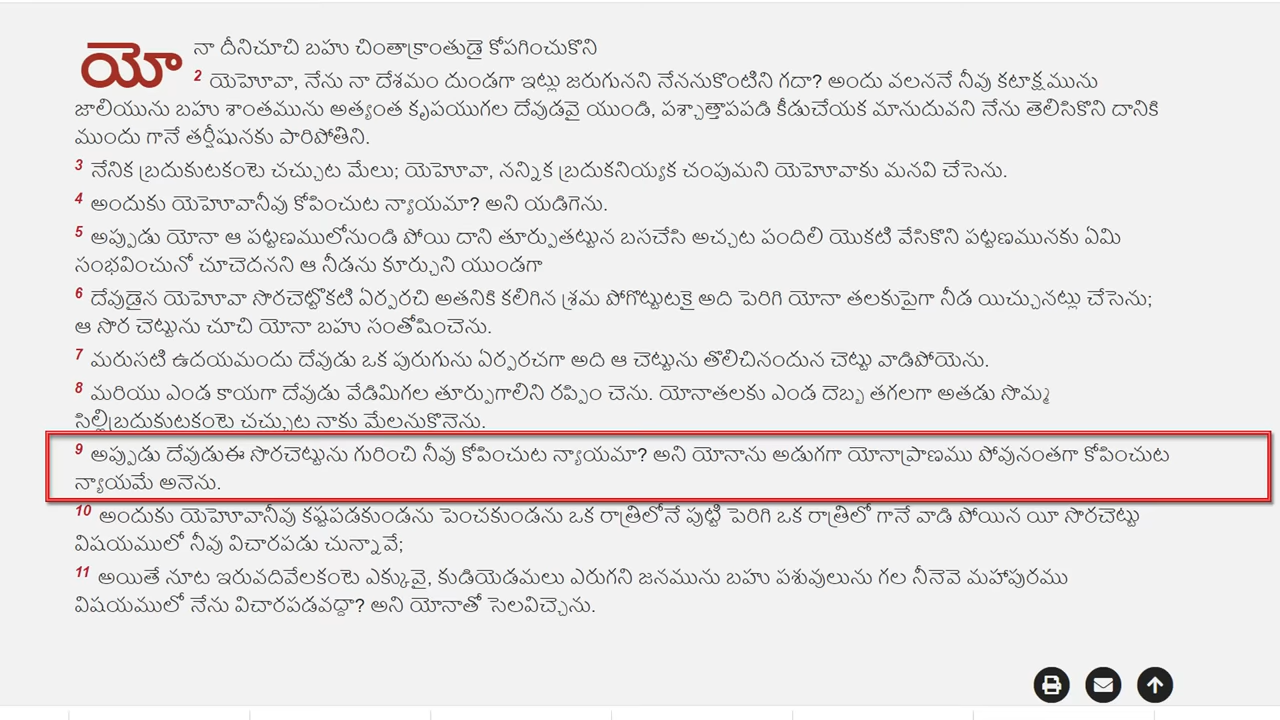 యోనా దీనిచూచి బహు చింతాక్రాంతుడై కోపగించుకొని
2 యెహోవా, నేను నా దేశమం దుండగా ఇట్లు జరుగునని నేననుకొంటిని గదా? అందు వలననే నీవు కటాక్షమును
జాలియును బహు శాంతమును అత్యంత కృపయుగల దేవుడవై యుండి, పశ్చాత్తాపపడి కీడుచేయక మానుదువని నేను తెలిసికొని దానికి
ముందు గానే తర్షీషునకు పారిపోతిని.
3 నేనిక బ్రదుకుటకంటె చచ్చుట మేలు; యెహోవా, నన్నిక బ్రదుకనియ్యక చంపుమని యెహోవాకు మనవి చేసెను.
4 అందుకు యెహోవానీవు కోపించుట న్యాయమా? అని యడిగెను.
5 అప్పుడు యోనా ఆ పట్టణములోనుండి పోయి దాని తూర్పుతట్టున బసచేసి అచ్చట పందిలి యొకటి వేసికొని పట్టణమునకు ఏమి
సంభవించునో చూచెదనని ఆ నీడను కూర్చుని యుండగా
6 దేవుడైన యెహోవా సొరచెట్టొకటి ఏర్పరచి అతనికి కలిగిన శ్రమ పోగొట్టుటకై అది పెరిగి యోనా తలకుపైగా నీడ యిచ్చునట్లు చేసెను;
ఆ సొర చెట్టును చూచి యోనా బహు సంతోషించెను.
7 మరుసటి ఉదయమందు దేవుడు ఒక పురుగును ఏర్పరచగా అది ఆ చెట్టును తొలిచినందున చెట్టు వాడిపోయెను.
8 మరియు ఎండ కాయగా దేవుడు వేడిమిగల తూర్పుగాలిని రప్పిం చెను. యోనాతలకు ఎండ దెబ్బ తగలగా అతడు సొమ్మ
సిల్లిబ్రదుకుటకంటె చచ్చుట నాకు మేలనుకొనెను.
9 అప్పుడు దేవుడుఈ సొరచెట్టును గురించి నీవు కోపించుట న్యాయమా? అని యోనాను అడుగగా యోనాప్రాణము పోవునంతగా కోపించుట
న్యాయమే అనెను.
10 అందుకు యెహోవానీవు కష్టపడకుండను పెంచకుండను ఒక రాత్రిలోనే పుట్టి పెరిగి ఒక రాత్రిలో గానే వాడి పోయిన యీ సొరచెట్టు
విషయములో నీవు విచారపడు చున్నావే;
11 అయితే నూట ఇరువదివేలకంటె ఎక్కువై, కుడియెడమలు ఎరుగని జనమును బహు పశువులును గల నీనెవె మహాపురము
విషయములో నేను విచారపడవద్దా? అని యోనాతో సెలవిచ్చెను.